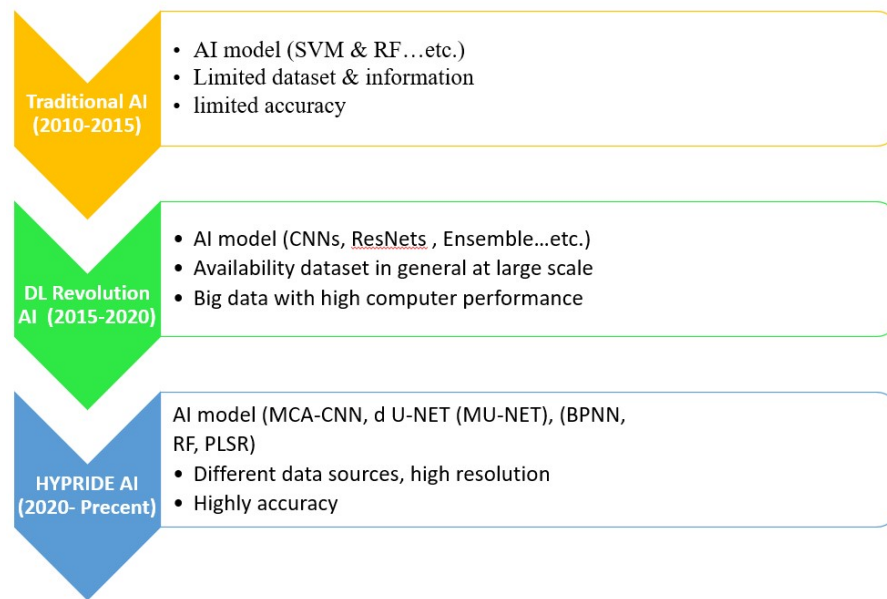 Traditional AI
(2010-2015)
• AI model (SVM & RF…etc.)
• Limited dataset & information
• limited accuracy
DL Revolution
AI (2015-2020)
• AI model (CNNs, ResNets , Ensemble…etc.)
• Availability dataset in general at large scale
• Big data with high computer performance
HYPRIDE AI
(2020- Precent)
AI model (MCA-CNN, d U-NET (MU-NET), (BPNN,
RF, PLSR)
• Different data sources, high resolution
• Highly accuracy